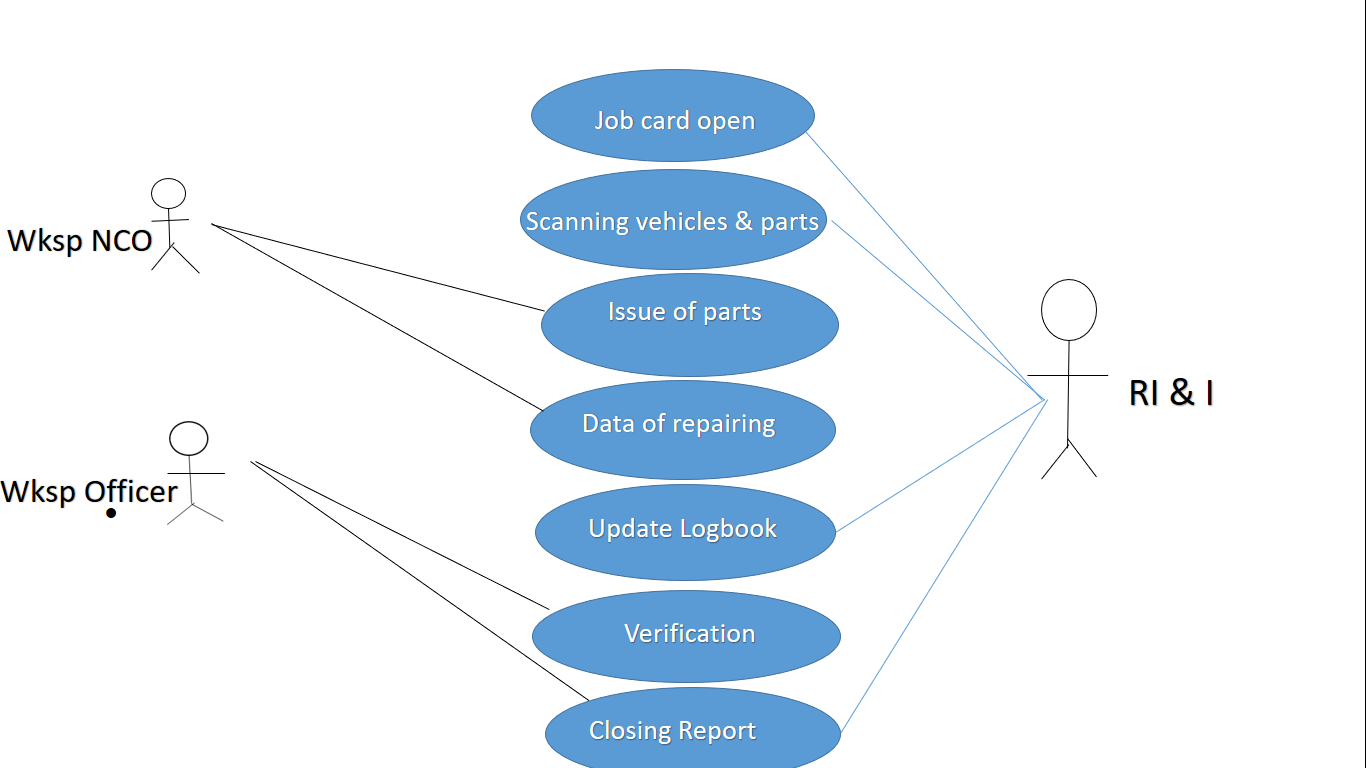 Job card open
Scanning vehicles & parts
Wksp NCO
Issue of parts
RI & I
Data of repairing
Wksp Officer
Update Logbook
Verification
Closing Report